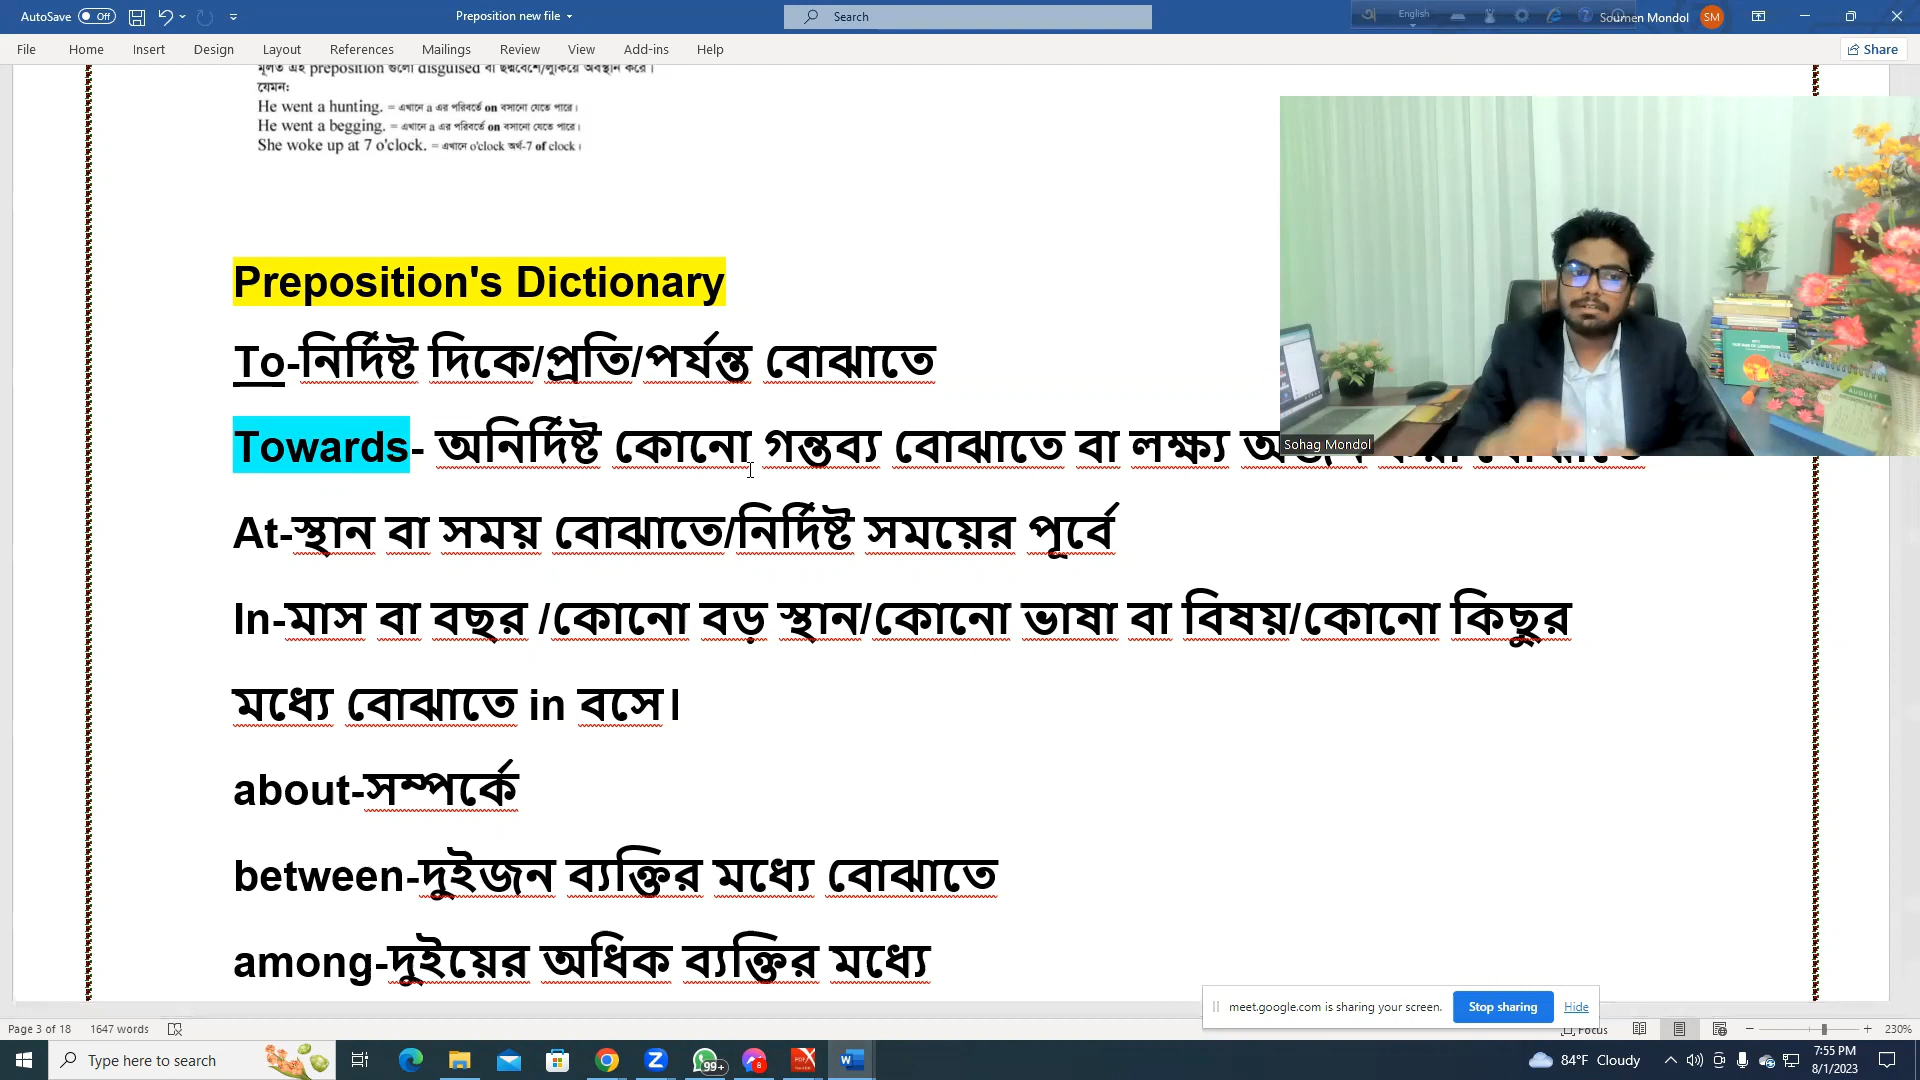 AutoSave Off Preposition new file Search English Soumen Mondol SM
File Home Insert Design Layout References Mailings Review View Add-ins Help Share
মূলত এই preposition গুলো disguised বা ছদ্মবেশে/লুকিয়ে অবস্থান করে।
যেমন:
He went a hunting. = এখানে a এর পরিবর্তে on বসানো যেতে পারে।
He went a begging. = এখানে a এর পরিবর্তে on বসানো যেতে পারে।
She woke up at 7 o'clock. = এখানে o'clock অর্থ-7 of clock।
Preposition's Dictionary
To-নির্দিষ্ট দিকে/প্রতি/পর্যন্ত বোঝাতে
Towards- অনির্দিষ্ট কোনো গন্তব্য বোঝাতে বা লক্ষ্য
Sohag Mondol
At-স্থান বা সময় বোঝাতে/নির্দিষ্ট সময়ের পূর্বে
In-মাস বা বছর /কোনো বড় স্থান/কোনো ভাষা বা বিষয়/কোনো কিছুর
মধ্যে বোঝাতে in বসে।
about-সম্পর্কে
between-দুইজন ব্যক্তির মধ্যে বোঝাতে
among-দুইয়ের অধিক ব্যক্তির মধ্যে
meet.google.com is sharing your screen. Stop sharing Hide
Page 3 of 18 1647 words Focus 230%
Type here to search 99+ 8 84°F Cloudy 7:55 PM
8/1/2023
AUGUST